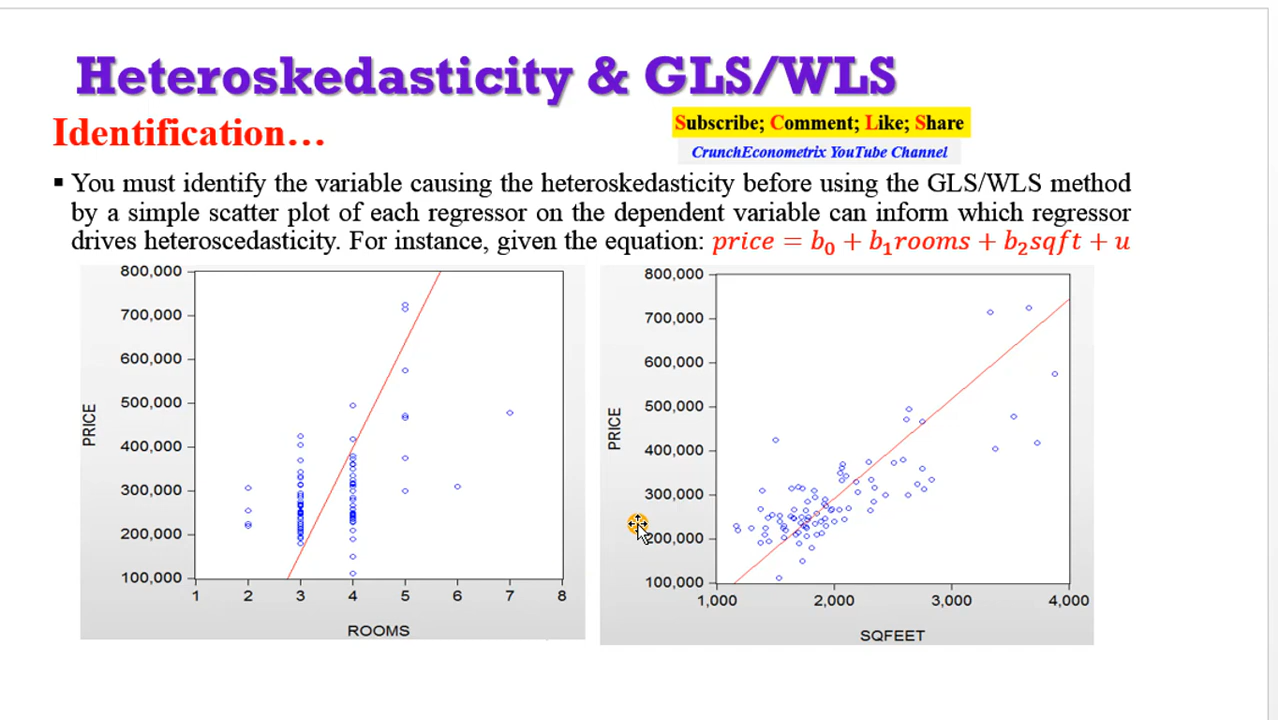 Heteroskedasticity & GLS/WLS
Identification…
Subscribe; Comment; Like; Share
CrunchEconometrix YouTube Channel
▪ You must identify the variable causing the heteroskedasticity before using the GLS/WLS method
by a simple scatter plot of each regressor on the dependent variable can inform which regressor
drives heteroscedasticity. For instance, given the equation: price = b₀ + b₁rooms + b₂sqft + u
800,000
700,000
600,000
500,000
400,000
300,000
200,000
100,000
PRICE
1 2 3 4 5 6 7 8
ROOMS
800,000
700,000
600,000
500,000
400,000
300,000
200,000
100,000
PRICE
1,000 2,000 3,000 4,000
SQFEET